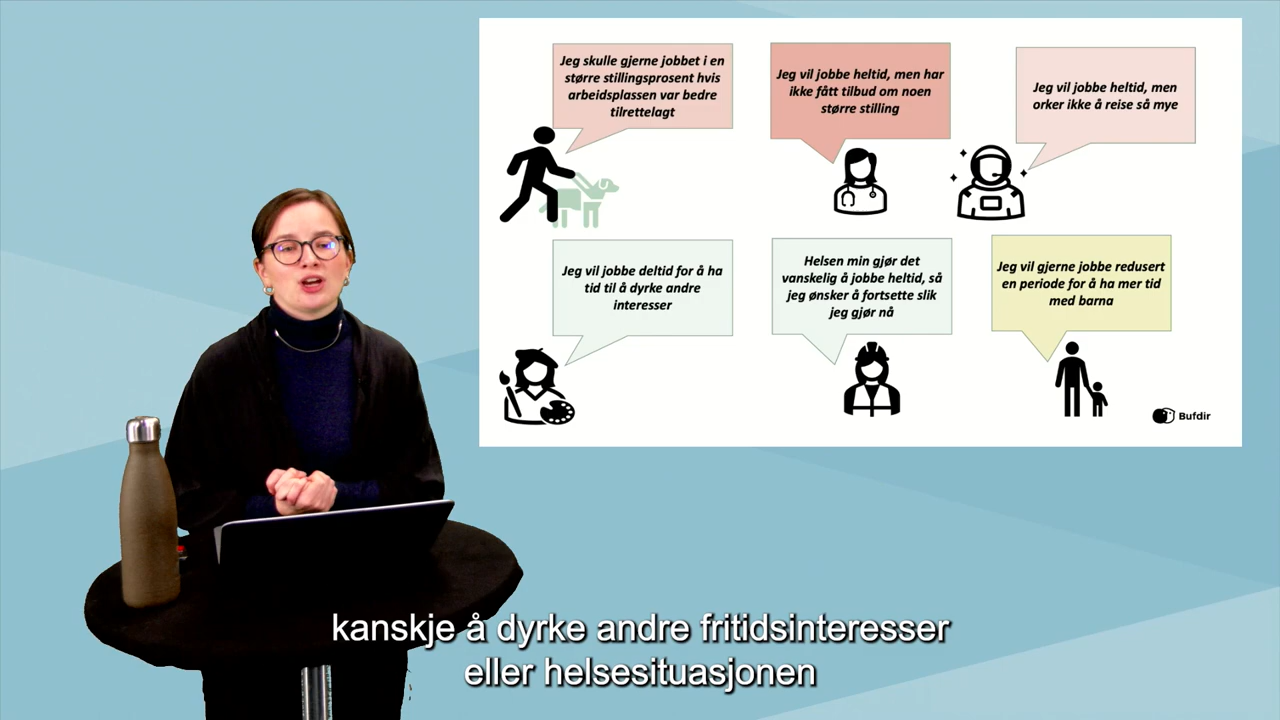 Jeg skulle gjerne jobbet i en
større stillingsprosent hvis
arbeidsplassen var bedre
tilrettelagt
Jeg vil jobbe heltid, men har
ikke fått tilbud om noen
større stilling
Jeg vil jobbe heltid, men
orker ikke å reise så mye
Jeg vil jobbe deltid for å ha
tid til å dyrke andre
interesser
Helsen min gjør det
vanskelig å jobbe heltid, så
jeg ønsker å fortsette slik
jeg gjør nå
Jeg vil gjerne jobbe redusert
en periode for å ha mer tid
med barna
Bufdir
kanskje å dyrke andre fritidsinteresser
eller helsesituasjonen